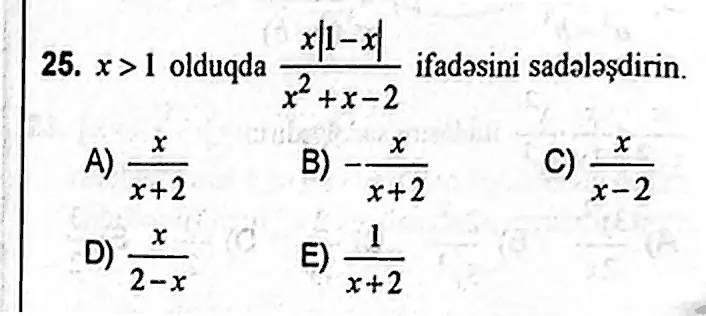 25. x > 1 olduqda x|1−x| / x² + x − 2 ifadəsini sadələşdirin.
A) x / x+2 B) − x / x+2 C) x / x−2
D) x / 2−x E) 1 / x+2